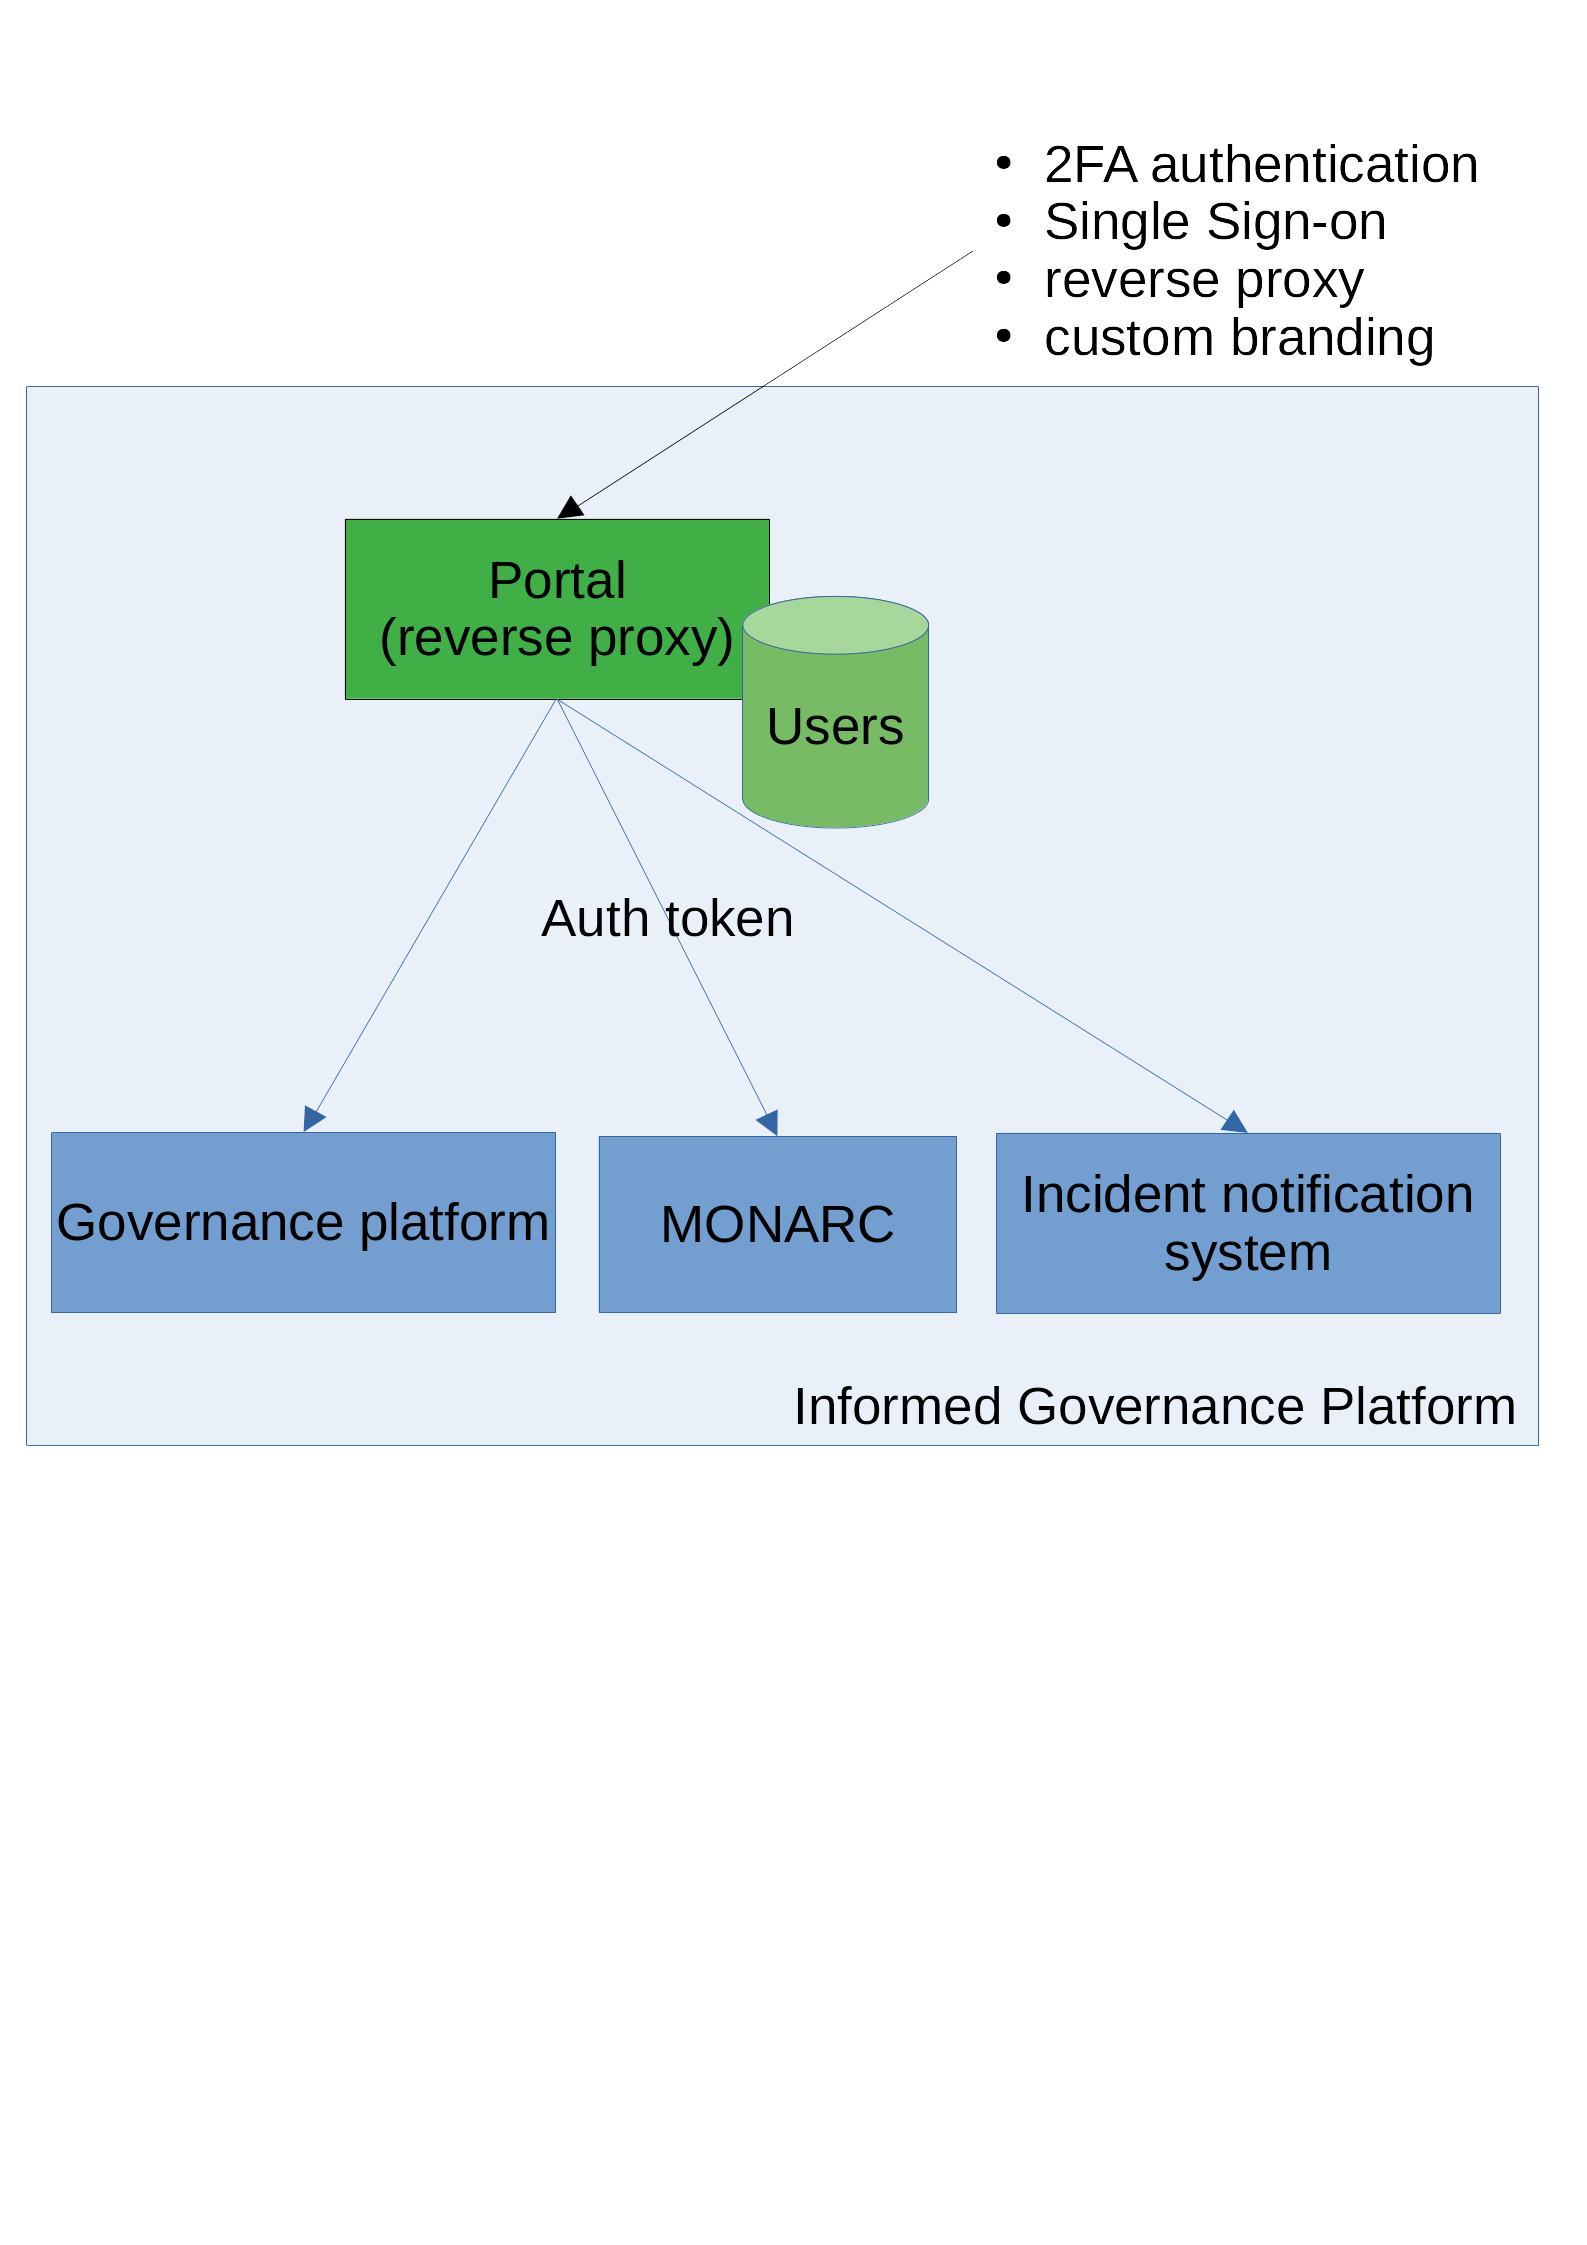 • 2FA authentication
• Single Sign-on
• reverse proxy
• custom branding
Portal
(reverse proxy)
Users
Auth token
Governance platform
MONARC
Incident notification
system
Informed Governance Platform